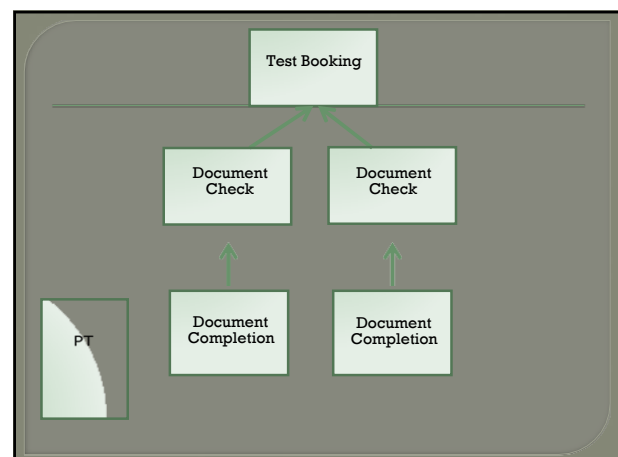 Test Booking
Document
Check
Document
Check
Document
Completion
Document
Completion
PT